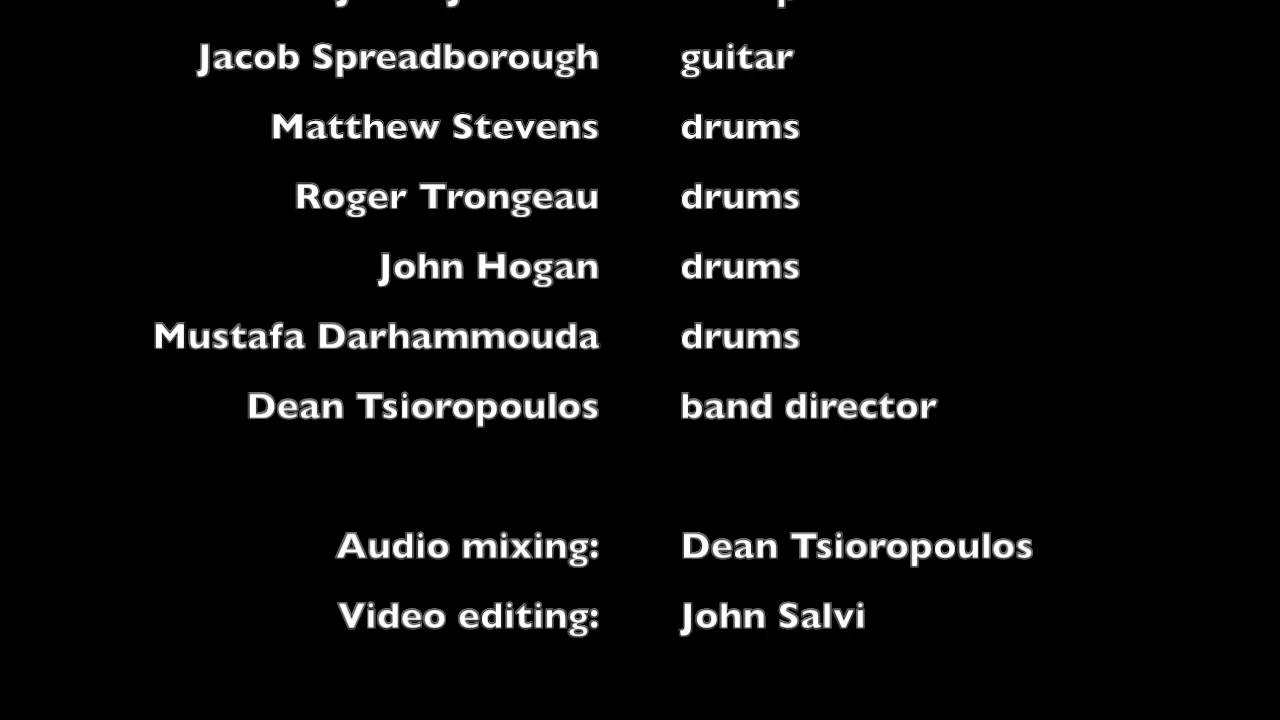 Jacob Spreadborough guitar
Matthew Stevens drums
Roger Trongeau drums
John Hogan drums
Mustafa Darhammouda drums
Dean Tsioropoulos band director
Audio mixing: Dean Tsioropoulos
Video editing: John Salvi